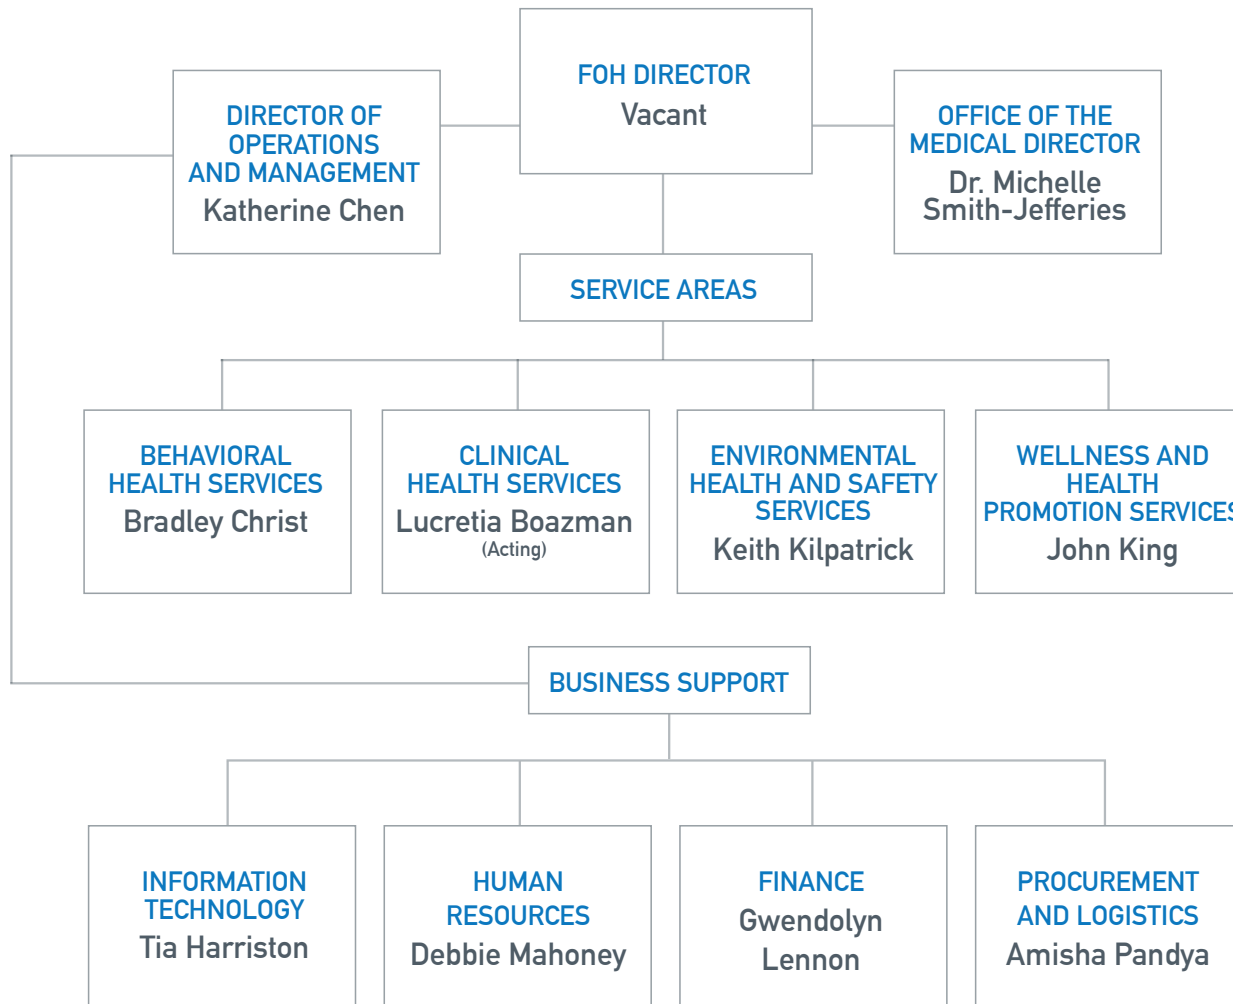 FOH DIRECTOR
Vacant
DIRECTOR OF
OPERATIONS
AND MANAGEMENT
Katherine Chen
OFFICE OF THE
MEDICAL DIRECTOR
Dr. Michelle
Smith-Jefferies
SERVICE AREAS
BEHAVIORAL
HEALTH SERVICES
Bradley Christ
CLINICAL
HEALTH SERVICES
Lucretia Boazman
(Acting)
ENVIRONMENTAL
HEALTH AND SAFETY
SERVICES
Keith Kilpatrick
WELLNESS AND
HEALTH
PROMOTION SERVICES
John King
BUSINESS SUPPORT
INFORMATION
TECHNOLOGY
Tia Harriston
HUMAN
RESOURCES
Debbie Mahoney
FINANCE
Gwendolyn
Lennon
PROCUREMENT
AND LOGISTICS
Amisha Pandya